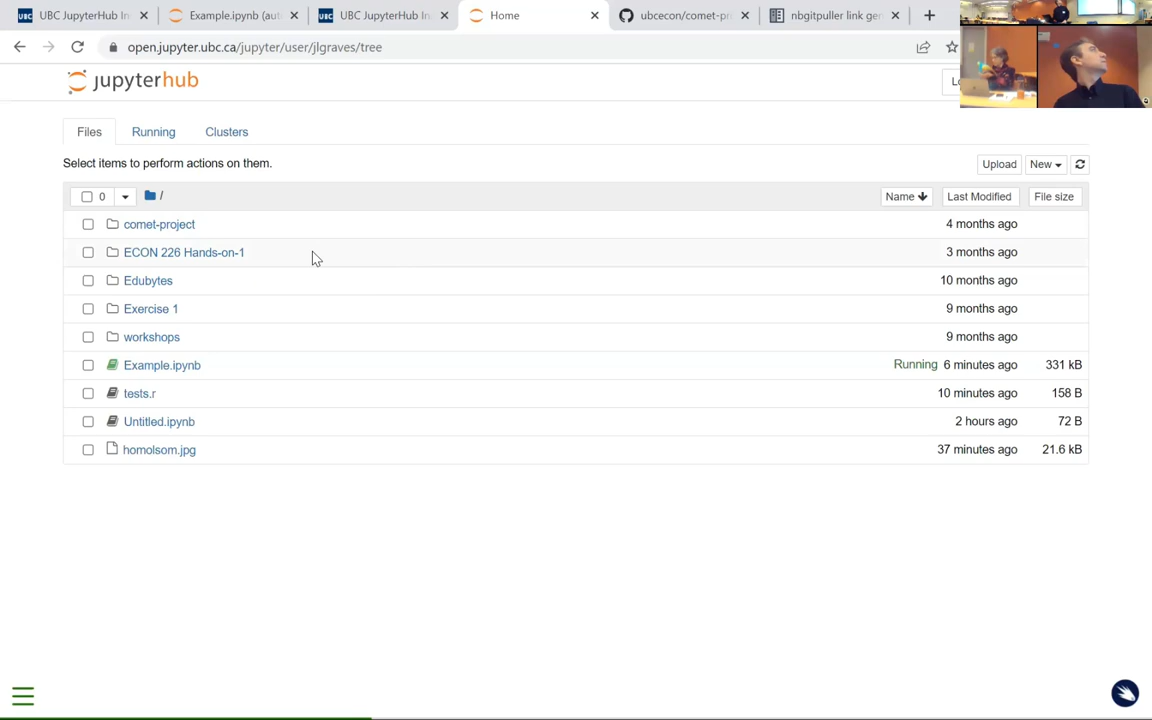 UBC JupyterHub In
Example.ipynb (au
UBC JupyterHub In
Home
ubcecon/comet-pr
nbgitpuller link ge
open.jupyter.ubc.ca/jupyter/user/jlgraves/tree
jupyterhub
Lo
Files
Running
Clusters
Select items to perform actions on them.
Upload
New
0
/
Name
Last Modified
File size
comet-project
4 months ago
ECON 226 Hands-on-1
3 months ago
Edubytes
10 months ago
Exercise 1
9 months ago
workshops
9 months ago
Example.ipynb
Running 6 minutes ago
331 kB
tests.r
10 minutes ago
158 B
Untitled.ipynb
2 hours ago
72 B
homolsom.jpg
37 minutes ago
21.6 kB